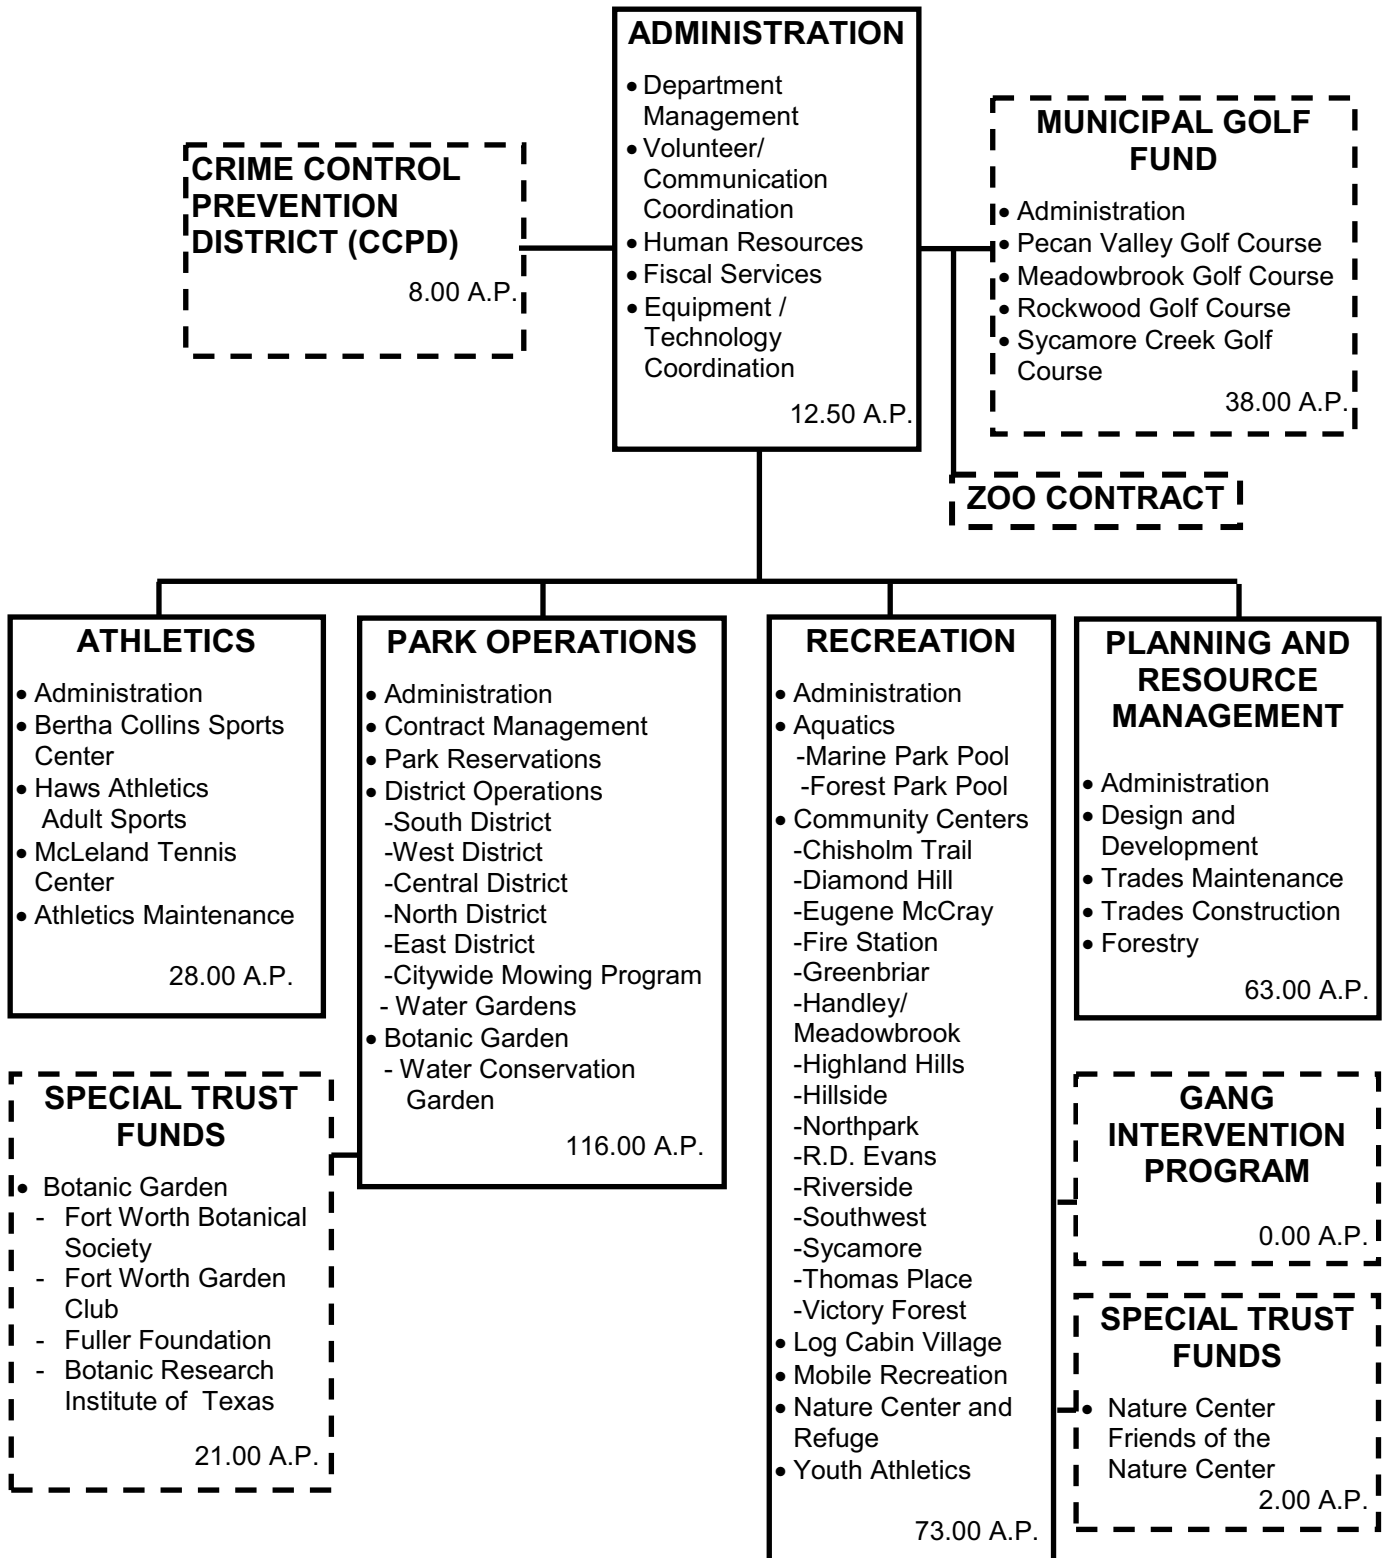 ADMINISTRATION
• Department
Management
• Volunteer/
Communication
Coordination
• Human Resources
• Fiscal Services
• Equipment /
Technology
Coordination
12.50 A.P.
CRIME CONTROL
PREVENTION
DISTRICT (CCPD)
8.00 A.P.
MUNICIPAL GOLF
FUND
• Administration
• Pecan Valley Golf Course
• Meadowbrook Golf Course
• Rockwood Golf Course
• Sycamore Creek Golf
Course
38.00 A.P.
ZOO CONTRACT
ATHLETICS
• Administration
• Bertha Collins Sports
Center
• Haws Athletics
Adult Sports
• McLeland Tennis
Center
• Athletics Maintenance
28.00 A.P.
PARK OPERATIONS
• Administration
• Contract Management
• Park Reservations
• District Operations
-South District
-West District
-Central District
-North District
-East District
-Citywide Mowing Program
- Water Gardens
• Botanic Garden
- Water Conservation
Garden
116.00 A.P.
RECREATION
• Administration
• Aquatics
-Marine Park Pool
-Forest Park Pool
• Community Centers
-Chisholm Trail
-Diamond Hill
-Eugene McCray
-Fire Station
-Greenbriar
-Handley/
Meadowbrook
-Highland Hills
-Hillside
-Northpark
-R.D. Evans
-Riverside
-Southwest
-Sycamore
-Thomas Place
-Victory Forest
• Log Cabin Village
• Mobile Recreation
• Nature Center and
Refuge
• Youth Athletics
73.00 A.P.
PLANNING AND
RESOURCE
MANAGEMENT
• Administration
• Design and
Development
• Trades Maintenance
• Trades Construction
• Forestry
63.00 A.P.
SPECIAL TRUST
FUNDS
• Botanic Garden
- Fort Worth Botanical
Society
- Fort Worth Garden
Club
- Fuller Foundation
- Botanic Research
Institute of Texas
21.00 A.P.
GANG
INTERVENTION
PROGRAM
0.00 A.P.
SPECIAL TRUST
FUNDS
• Nature Center
Friends of the
Nature Center
2.00 A.P.